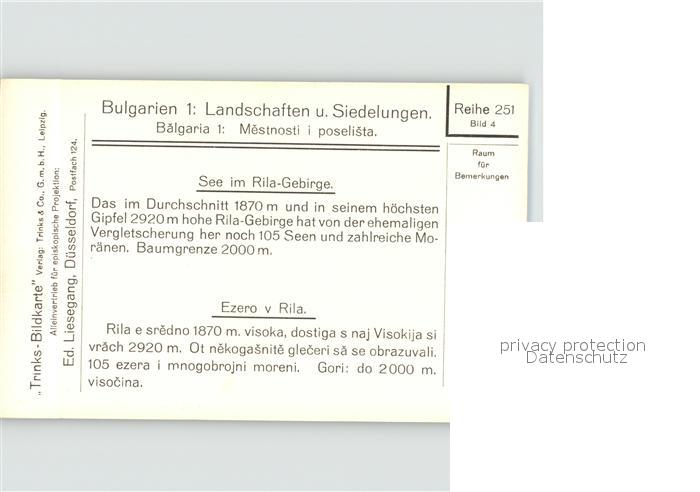 Bulgarien 1: Landschaften u. Siedelungen.
Bălgaria 1: Městnosti i poselišta.
Reihe 251
Bild 4
Raum
für
Bemerkungen
See im Rila-Gebirge.
Das im Durchschnitt 1870 m und in seinem höchsten
Gipfel 2920 m hohe Rila-Gebirge hat von der ehemaligen
Vergletscherung her noch 105 Seen und zahlreiche Mo-
ränen. Baumgrenze 2000 m.
Ezero v Rila.
Rila e srědno 1870 m. visoka, dostiga s naj Visokija si
vrăch 2920 m. Ot někogašnitě glečeri să se obrazuvali.
105 ezera i mnogobrojni moreni. Gori: do 2000 m.
visočina.
„Trinks-Bildkarte" Verlag: Trinks & Co., G. m. b. H., Leipzig.
Alleinvertrieb für episkopische Projektion:
Ed. Liesegang, Düsseldorf, Postfach 124.
privacy protection
Datenschutz